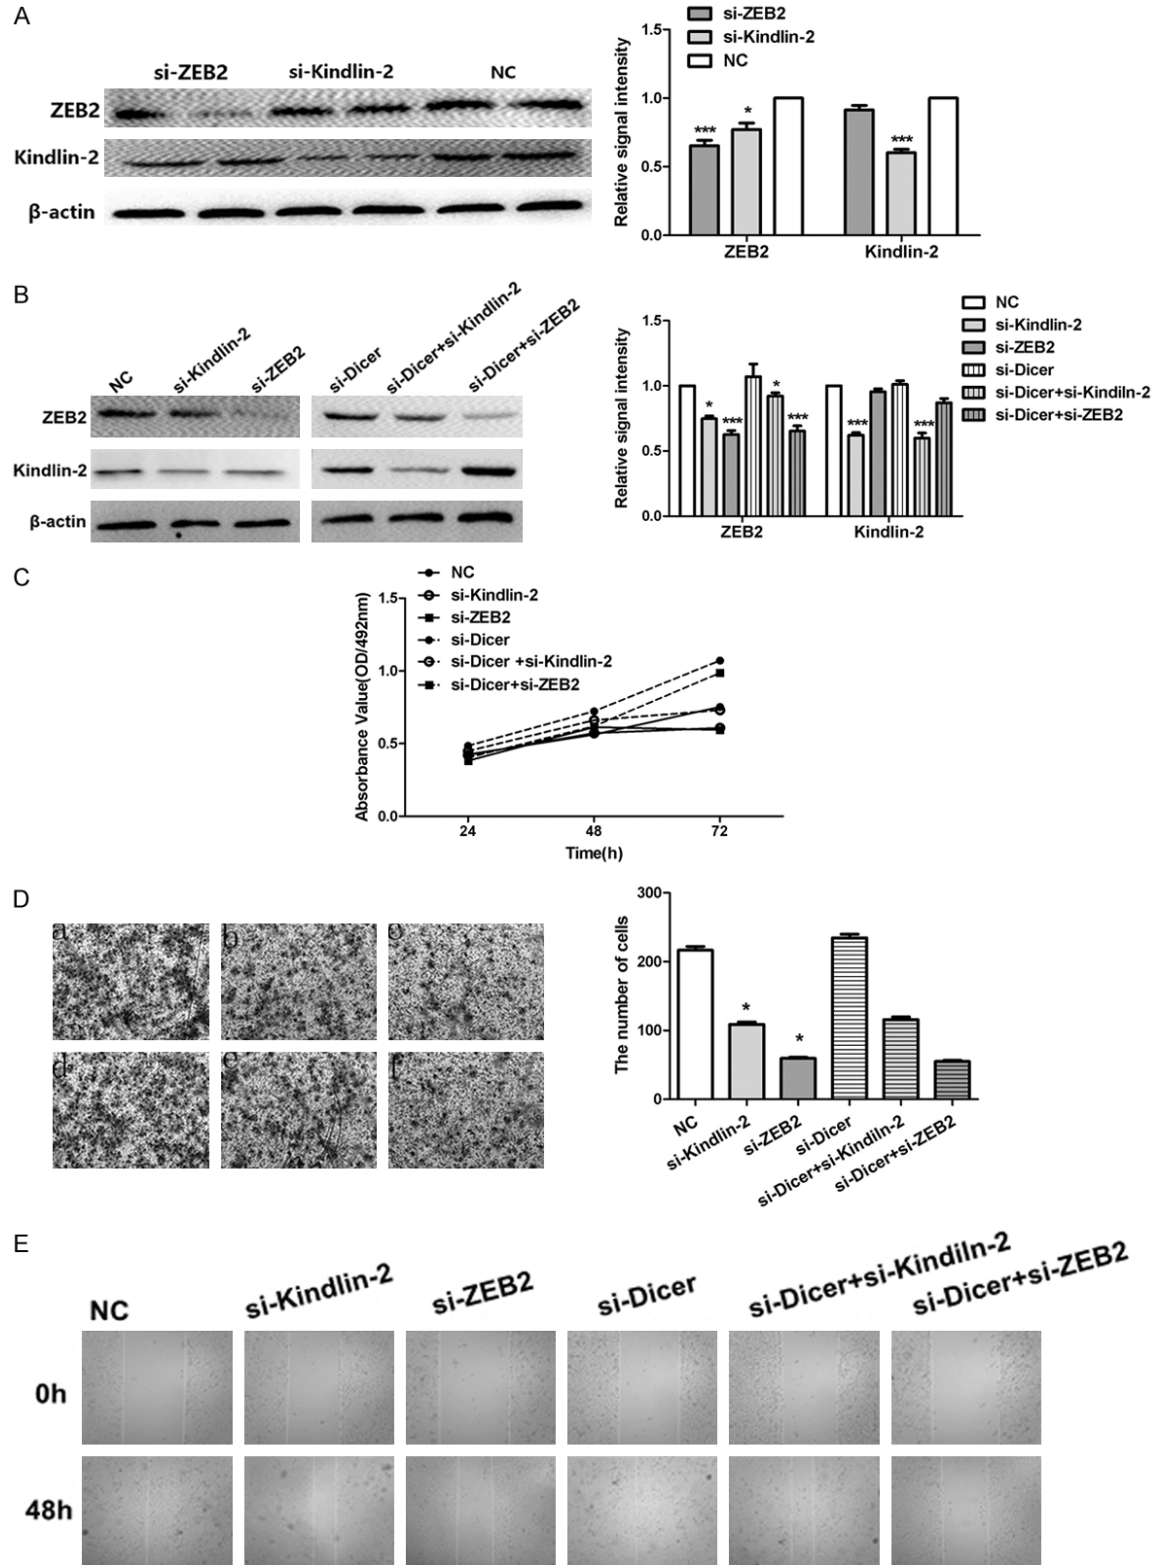 A
si-ZEB2
si-Kindlin-2
NC
ZEB2
Kindlin-2
β-actin
si-ZEB2
si-Kindlin-2
NC
Relative signal intensity
1.5
1.0
0.5
0.0
***
*
***
ZEB2
Kindlin-2
B
NC
si-Kindlin-2
si-ZEB2
si-Dicer
si-Dicer+si-Kindlin-2
si-Dicer+si-ZEB2
ZEB2
Kindlin-2
β-actin
NC
si-Kindlin-2
si-ZEB2
si-Dicer
si-Dicer+si-Kindiln-2
si-Dicer+si-ZEB2
Relative signal intensity
1.5
1.0
0.5
0.0
*
***
*
***
***
***
ZEB2
Kindlin-2
C
NC
si-Kindlin-2
si-ZEB2
si-Dicer
si-Dicer +si-Kindlin-2
si-Dicer+si-ZEB2
Absorbance Value(OD/492nm)
1.5
1.0
0.5
0.0
24
48
72
Time(h)
D
a
b
d
e
f
The number of cells
300
200
100
0
*
*
NC
si-Kindlin-2
si-ZEB2
si-Dicer
si-Dicer+si-Kindiln-2
si-Dicer+si-ZEB2
E
NC
si-Kindlin-2
si-ZEB2
si-Dicer
si-Dicer+si-Kindiln-2
si-Dicer+si-ZEB2
0h
48h